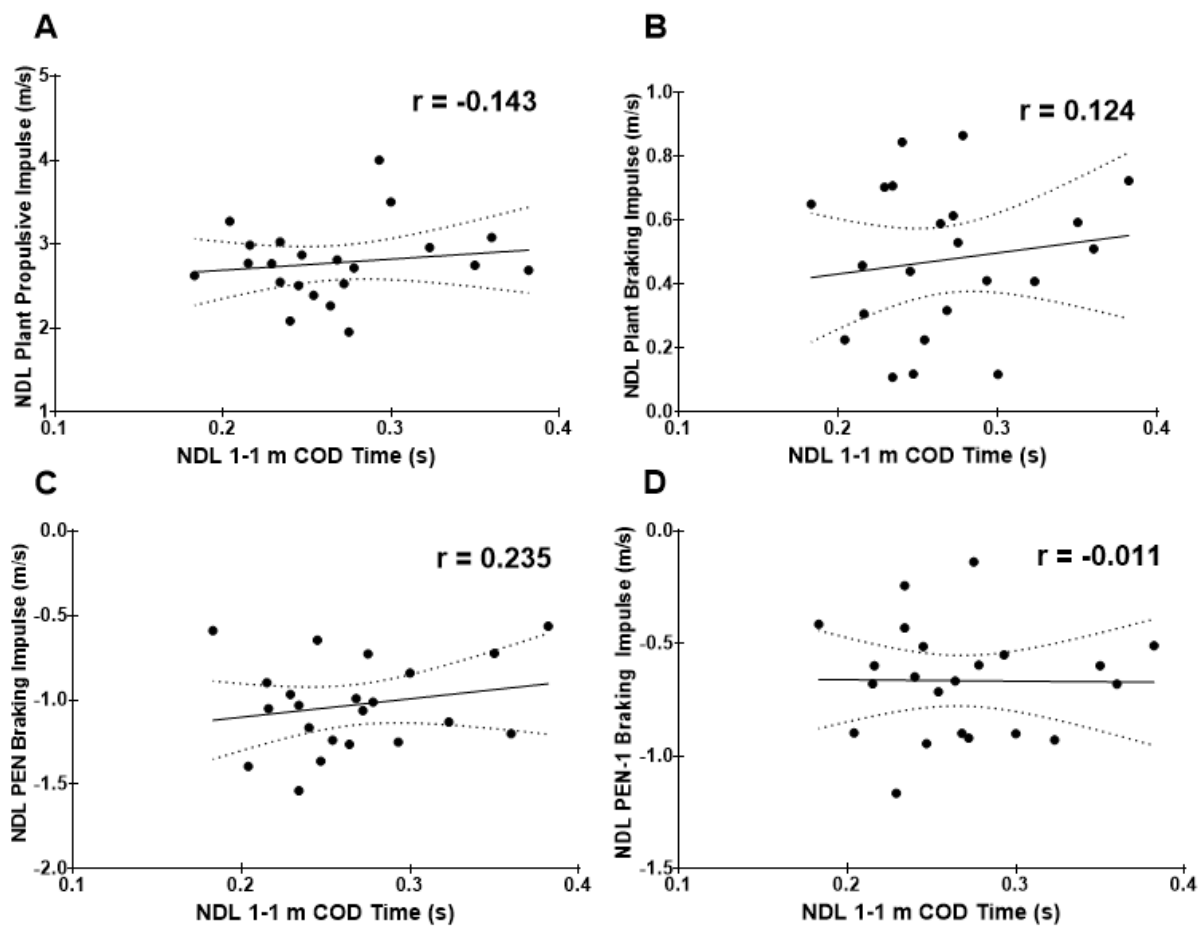 A
NDL Plant Propulsive Impulse (m/s)
5
4
3
2
1
r = -0.143
0.1
0.2
0.3
0.4
NDL 1-1 m COD Time (s)
B
NDL Plant Braking Impulse (m/s)
1.0
0.8
0.6
0.4
0.2
0.0
r = 0.124
0.1
0.2
0.3
0.4
NDL 1-1 m COD Time (s)
C
NDL PEN Braking Impulse (m/s)
0.0
-0.5
-1.0
-1.5
-2.0
r = 0.235
0.1
0.2
0.3
0.4
NDL 1-1 m COD Time (s)
D
NDL PEN-1 Braking Impulse (m/s)
0.0
-0.5
-1.0
-1.5
r = -0.011
0.1
0.2
0.3
0.4
NDL 1-1 m COD Time (s)